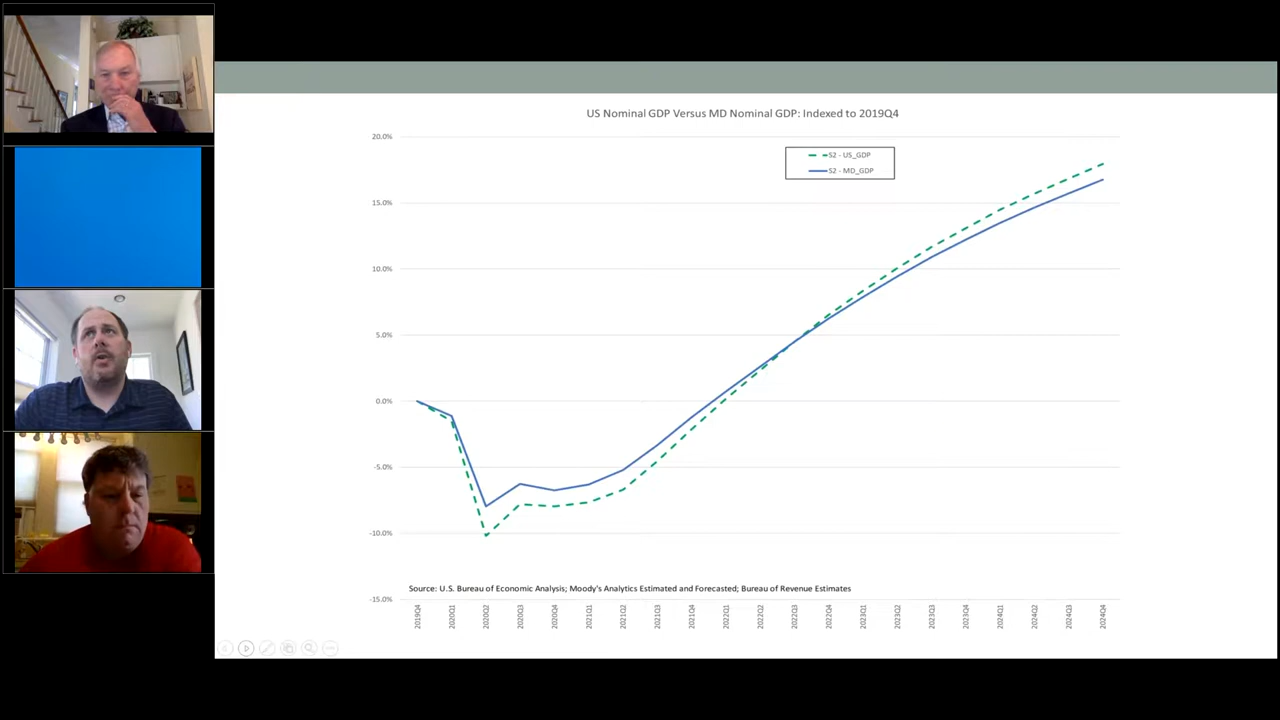 US Nominal GDP Versus MD Nominal GDP: Indexed to 2019Q4
20.0%
15.0%
10.0%
5.0%
0.0%
-5.0%
-10.0%
-15.0%
S2 - US_GDP
S2 - MD_GDP
Source: U.S. Bureau of Economic Analysis; Moody's Analytics Estimated and Forecasted; Bureau of Revenue Estimates
2019Q4
2020Q1
2020Q2
2020Q3
2020Q4
2021Q1
2021Q2
2021Q3
2021Q4
2022Q1
2022Q2
2022Q3
2022Q4
2023Q1
2023Q2
2023Q3
2023Q4
2024Q1
2024Q2
2024Q3
2024Q4